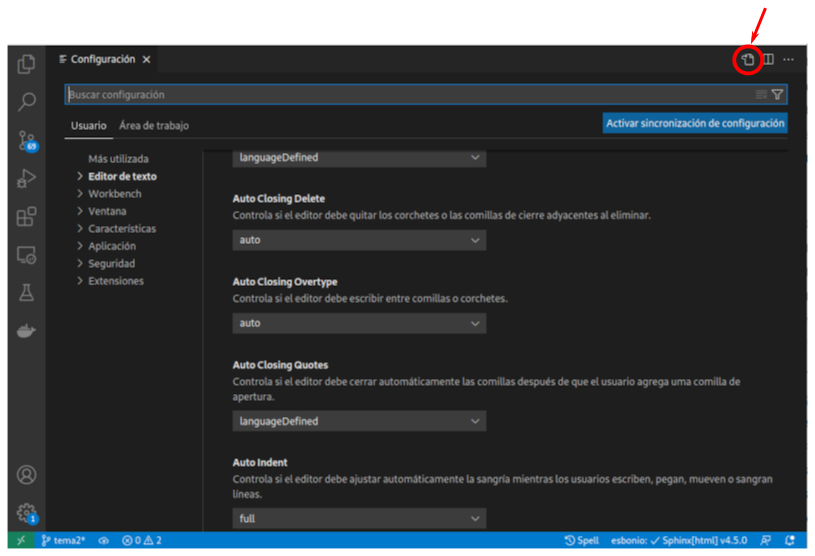 Configuración
Buscar configuración
Usuario Área de trabajo
Activar sincronización de configuración
Más utilizada
Editor de texto
Workbench
Ventana
Características
Aplicación
Seguridad
Extensiones
languageDefined
Auto Closing Delete
Controla si el editor debe quitar los corchetes o las comillas de cierre adyacentes al eliminar.
auto
Auto Closing Overtype
Controla si el editor debe escribir entre comillas o corchetes.
auto
Auto Closing Quotes
Controla si el editor debe cerrar automáticamente las comillas después de que el usuario agrega uma comilla de
apertura.
languageDefined
Auto Indent
Controla si el editor debe ajustar automáticamente la sangría mientras los usuarios escriben, pegan, mueven o sangran
líneas.
full
69
1
tema2* 0 2 Spell esbonio: Sphinx[html] v4.5.0